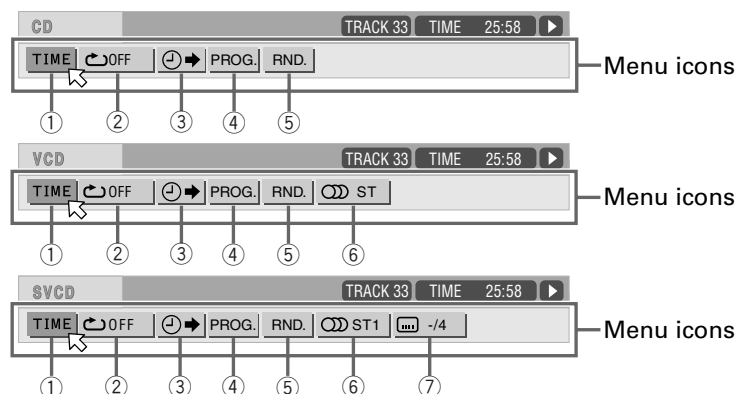 CD TRACK 33 TIME 25:58
TIME OFF PROG. RND. Menu icons
① ② ③ ④ ⑤
VCD TRACK 33 TIME 25:58
TIME OFF PROG. RND. ST Menu icons
① ② ③ ④ ⑤ ⑥
SVCD TRACK 33 TIME 25:58
TIME OFF PROG. RND. ST1 -/4 Menu icons
① ② ③ ④ ⑤ ⑥ ⑦